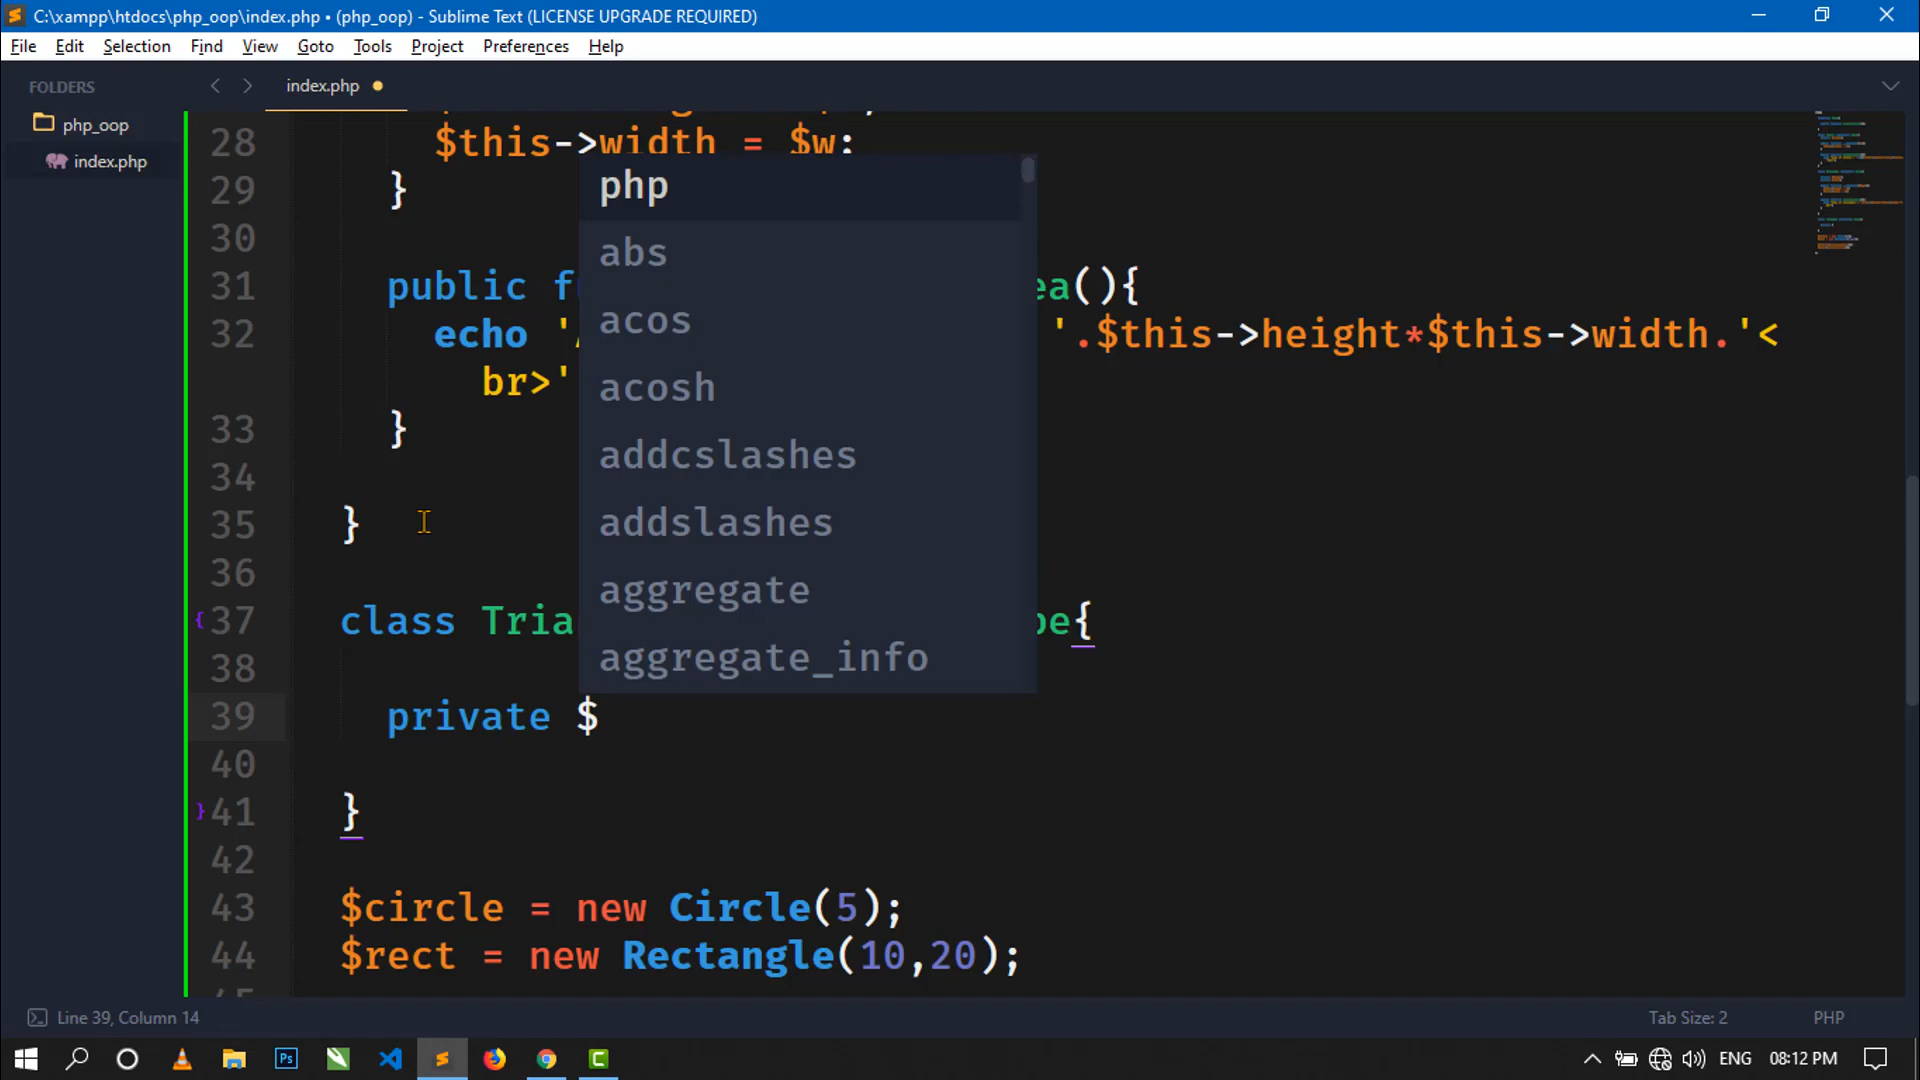 C:\xampp\htdocs\php_oop\index.php • (php_oop) - Sublime Text (LICENSE UPGRADE REQUIRED)
File Edit Selection Find View Goto Tools Project Preferences Help
FOLDERS
index.php
php_oop
index.php
28 $this->width = $w;
29 }
30
31 public f ea(){
32 echo ' '.$this->height*$this->width.'<
br>'
33 }
34
35 }
36
{37 class Tria pe{
38
39 private $
40
}41 }
42
43 $circle = new Circle(5);
44 $rect = new Rectangle(10,20);
php
abs
acos
acosh
addcslashes
addslashes
aggregate
aggregate_info
Line 39, Column 14 Tab Size: 2 PHP
Ps C ENG 08:12 PM